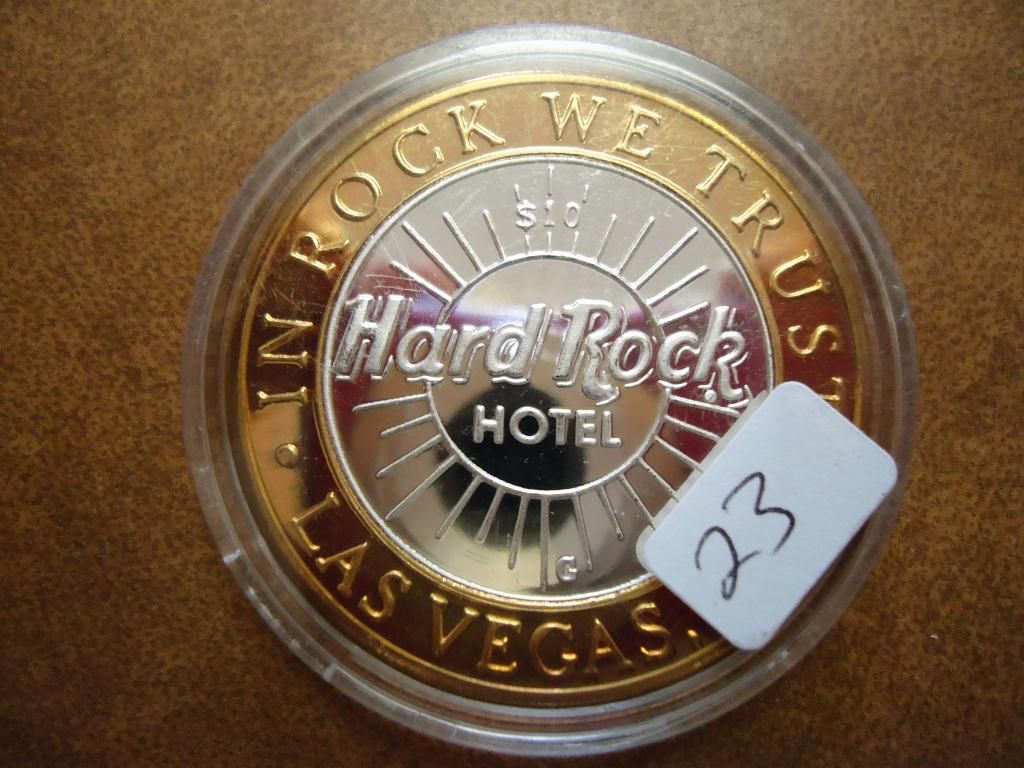 IN ROCK WE TRUST
$10
Hard Rock
HOTEL
G
LAS VEGAS,
23